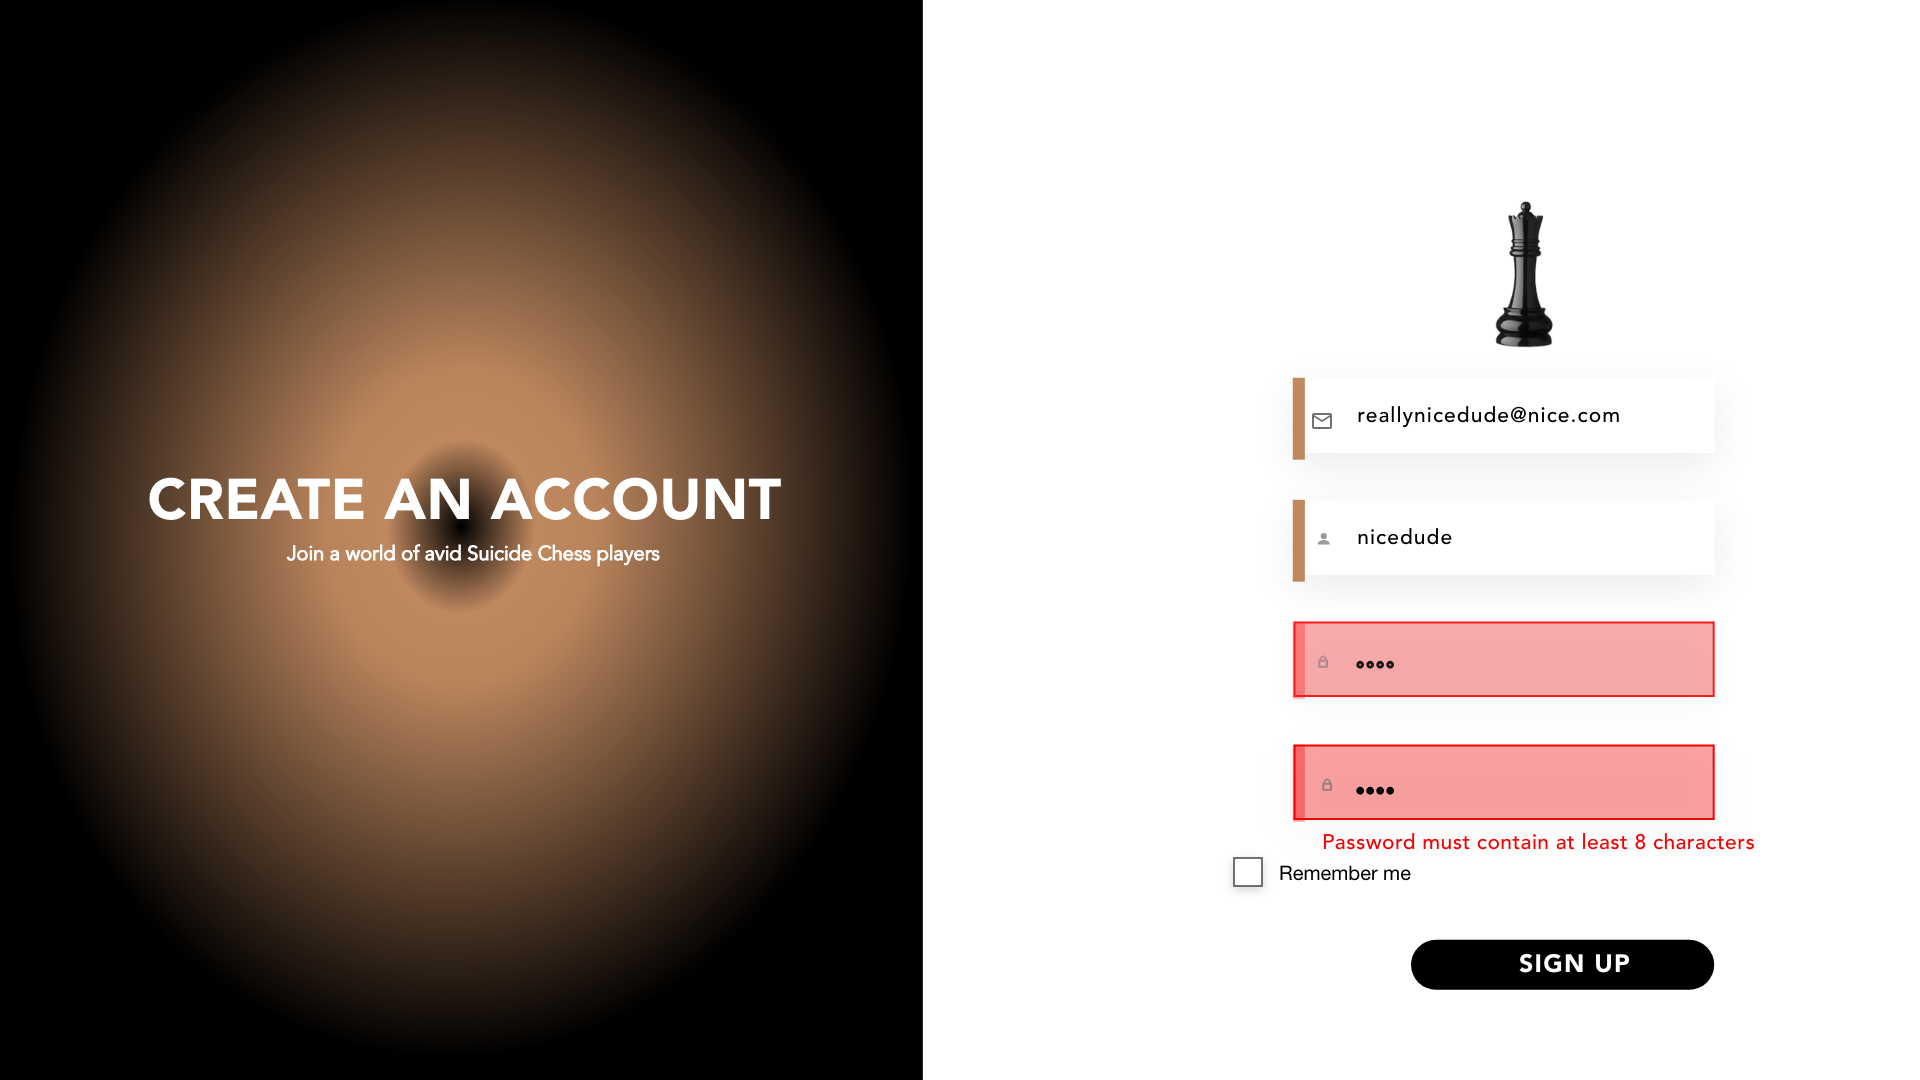 CREATE AN ACCOUNT
Join a world of avid Suicide Chess players
reallynicedude@nice.com
nicedude
••••
••••
Password must contain at least 8 characters
Remember me
SIGN UP